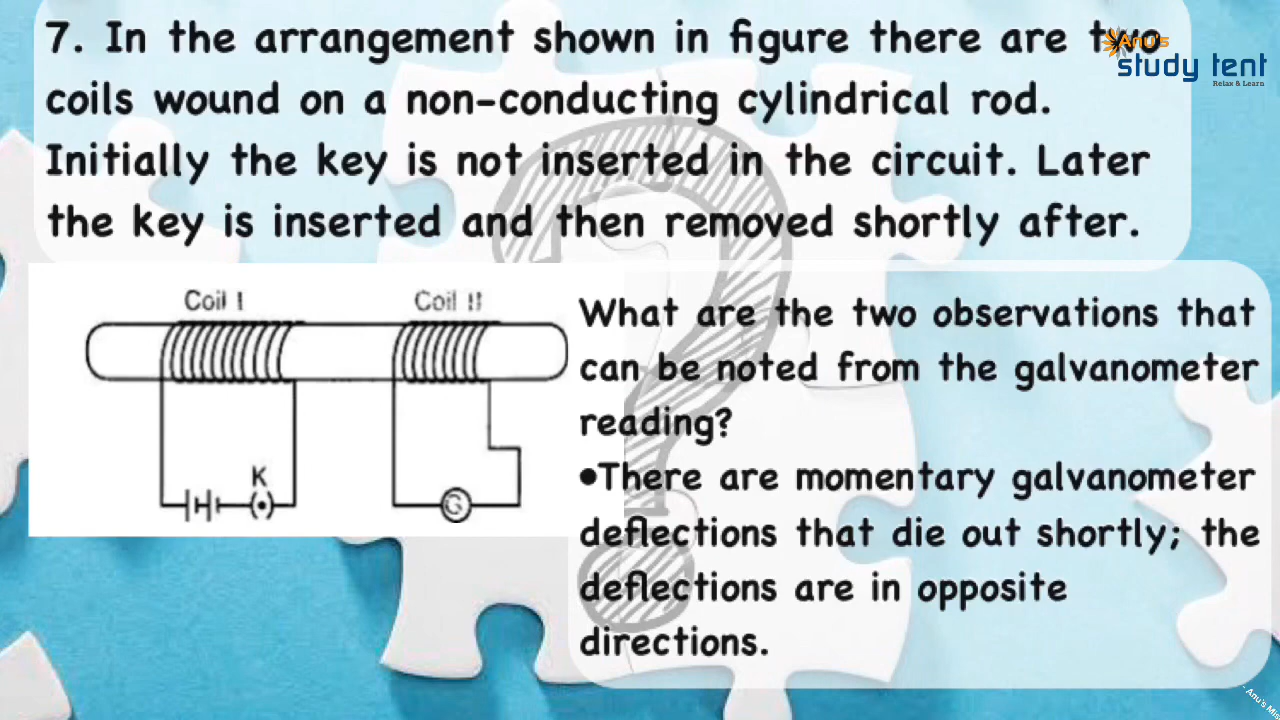 7. In the arrangement shown in figure there are two
coils wound on a non-conducting cylindrical rod.
Initially the key is not inserted in the circuit. Later
the key is inserted and then removed shortly after.
Anu's
study tent
Relax & Learn
Coil I
Coil II
K
G
What are the two observations that
can be noted from the galvanometer
reading?
•There are momentary galvanometer
deflections that die out shortly; the
deflections are in opposite
directions.
Anu's